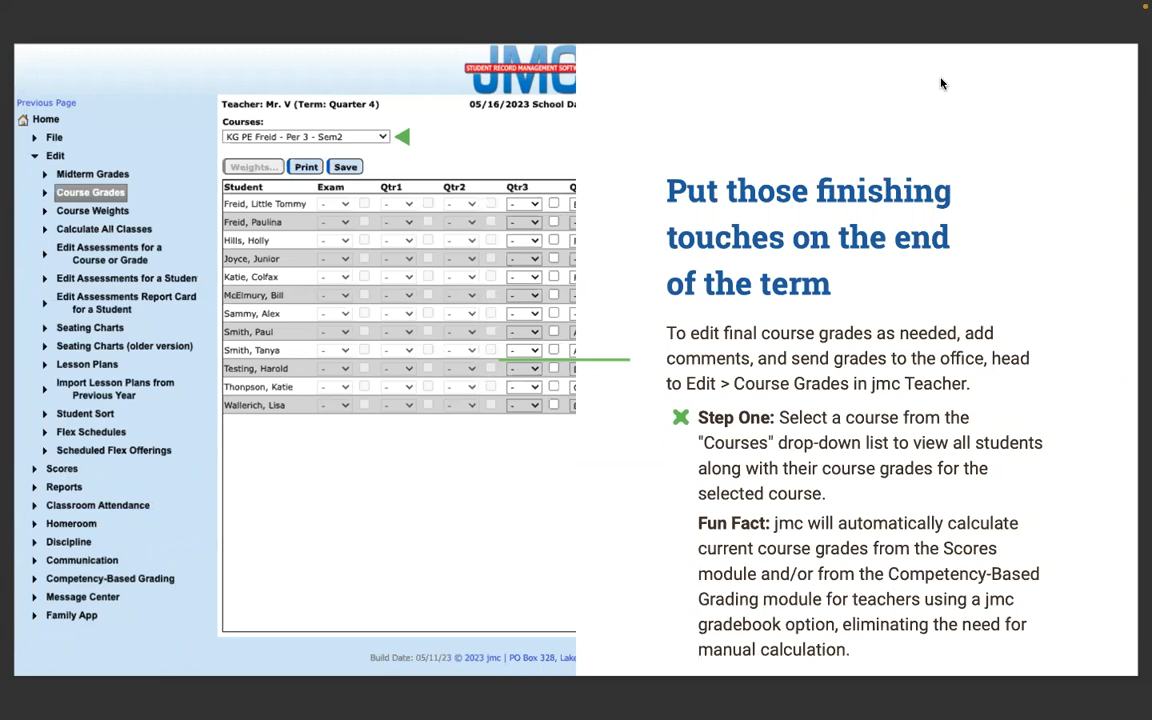 JMC
STUDENT RECORD MANAGEMENT SOFTW
Previous Page
Home
File
Edit
Midterm Grades
Course Grades
Course Weights
Calculate All Classes
Edit Assessments for a
Course or Grade
Edit Assessments for a Studen
Edit Assessments Report Card
for a Student
Seating Charts
Seating Charts (older version)
Lesson Plans
Import Lesson Plans from
Previous Year
Student Sort
Flex Schedules
Scheduled Flex Offerings
Scores
Reports
Classroom Attendance
Homeroom
Discipline
Communication
Competency-Based Grading
Message Center
Family App
Teacher: Mr. V (Term: Quarter 4) 05/16/2023 School Da
Courses:
KG PE Freid - Per 3 - Sem2
Weights... Print Save
Student Exam Qtr1 Qtr2 Qtr3 Q
Freid, Little Tommy - - - -
Freid, Paulina - - - -
Hills, Holly - - - -
Joyce, Junior - - - -
Katie, Colfax - - - -
McElmury, Bill - - - -
Sammy, Alex - - - -
Smith, Paul - - - -
Smith, Tanya - - - -
Testing, Harold - - - -
Thonpson, Katie - - - -
Wallerich, Lisa - - - -
Build Date: 05/11/23 © 2023 jmc | PO Box 328, Lake
Put those finishing
touches on the end
of the term
To edit final course grades as needed, add
comments, and send grades to the office, head
to Edit > Course Grades in jmc Teacher.
Step One: Select a course from the
"Courses" drop-down list to view all students
along with their course grades for the
selected course.
Fun Fact: jmc will automatically calculate
current course grades from the Scores
module and/or from the Competency-Based
Grading module for teachers using a jmc
gradebook option, eliminating the need for
manual calculation.